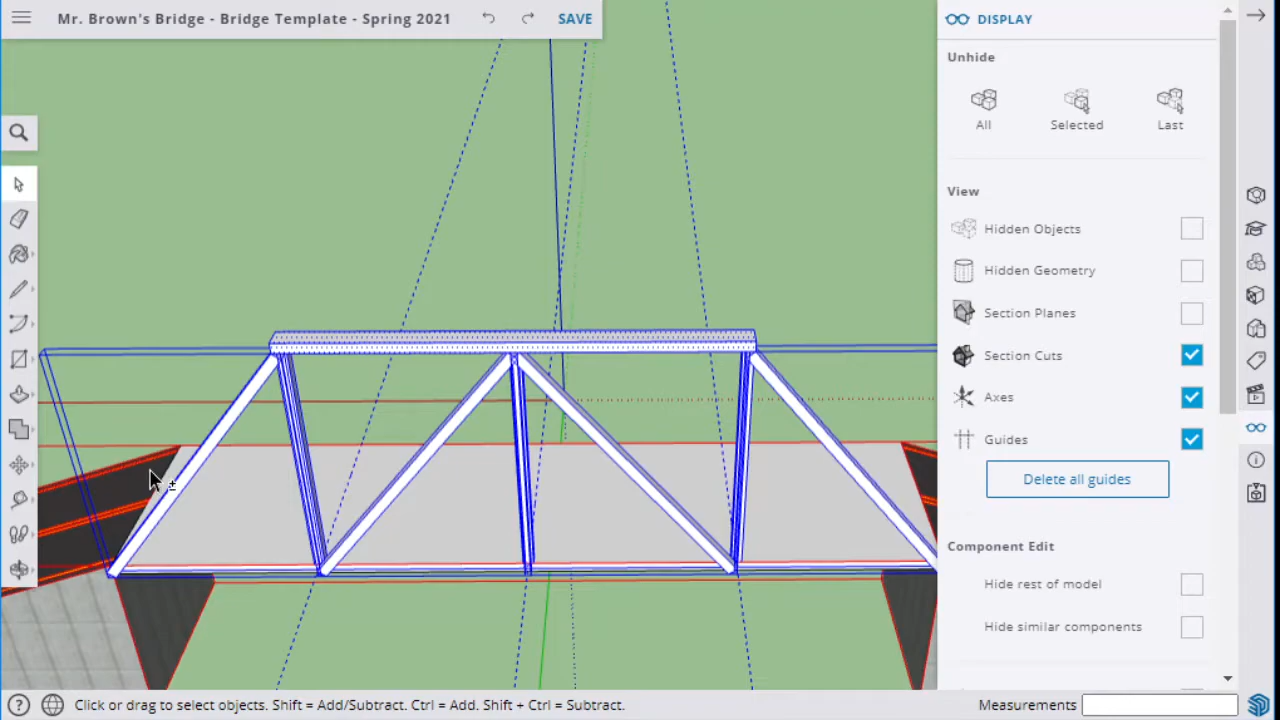 Mr. Brown's Bridge - Bridge Template - Spring 2021
SAVE
DISPLAY
Unhide
All
Selected
Last
View
Hidden Objects
Hidden Geometry
Section Planes
Section Cuts
Axes
Guides
Delete all guides
Component Edit
Hide rest of model
Hide similar components
Click or drag to select objects. Shift = Add/Subtract. Ctrl = Add. Shift + Ctrl = Subtract.
Measurements